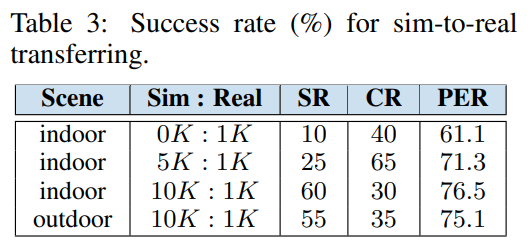 Table 3: Success rate (%) for sim-to-real
transferring.
Scene Sim : Real SR CR PER
indoor 0K : 1K 10 40 61.1
indoor 5K : 1K 25 65 71.3
indoor 10K : 1K 60 30 76.5
outdoor 10K : 1K 55 35 75.1